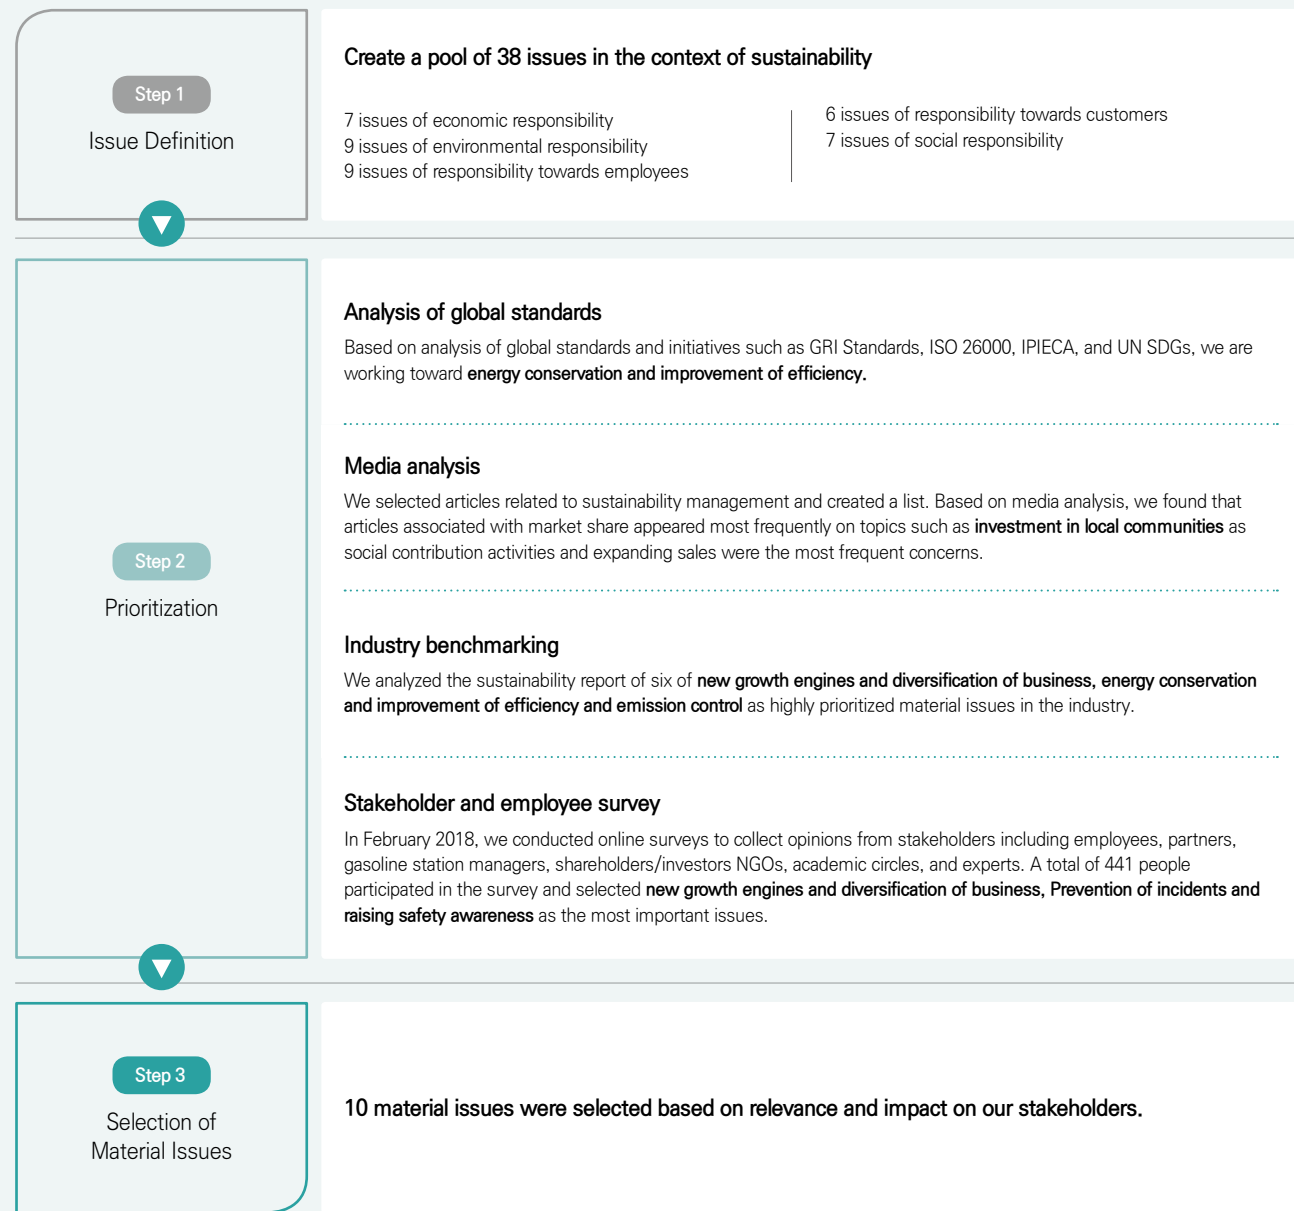 Step 1
Issue Definition
Create a pool of 38 issues in the context of sustainability
7 issues of economic responsibility
9 issues of environmental responsibility
9 issues of responsibility towards employees
6 issues of responsibility towards customers
7 issues of social responsibility
Step 2
Prioritization
Analysis of global standards
Based on analysis of global standards and initiatives such as GRI Standards, ISO 26000, IPIECA, and UN SDGs, we are
working toward energy conservation and improvement of efficiency.
Media analysis
We selected articles related to sustainability management and created a list. Based on media analysis, we found that
articles associated with market share appeared most frequently on topics such as investment in local communities as
social contribution activities and expanding sales were the most frequent concerns.
Industry benchmarking
We analyzed the sustainability report of six of new growth engines and diversification of business, energy conservation
and improvement of efficiency and emission control as highly prioritized material issues in the industry.
Stakeholder and employee survey
In February 2018, we conducted online surveys to collect opinions from stakeholders including employees, partners,
gasoline station managers, shareholders/investors NGOs, academic circles, and experts. A total of 441 people
participated in the survey and selected new growth engines and diversification of business, Prevention of incidents and
raising safety awareness as the most important issues.
Step 3
Selection of
Material Issues
10 material issues were selected based on relevance and impact on our stakeholders.